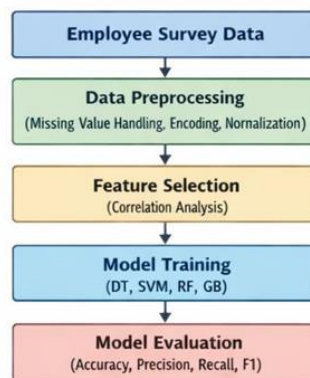 Employee Survey Data
Data Preprocessing
(Missing Value Handling, Encoding, Nornalization)
Feature Selection
(Correlation Analysis)
Model Training
(DT, SVM, RF, GB)
Model Evaluation
(Accuracy, Precision, Recall, F1)